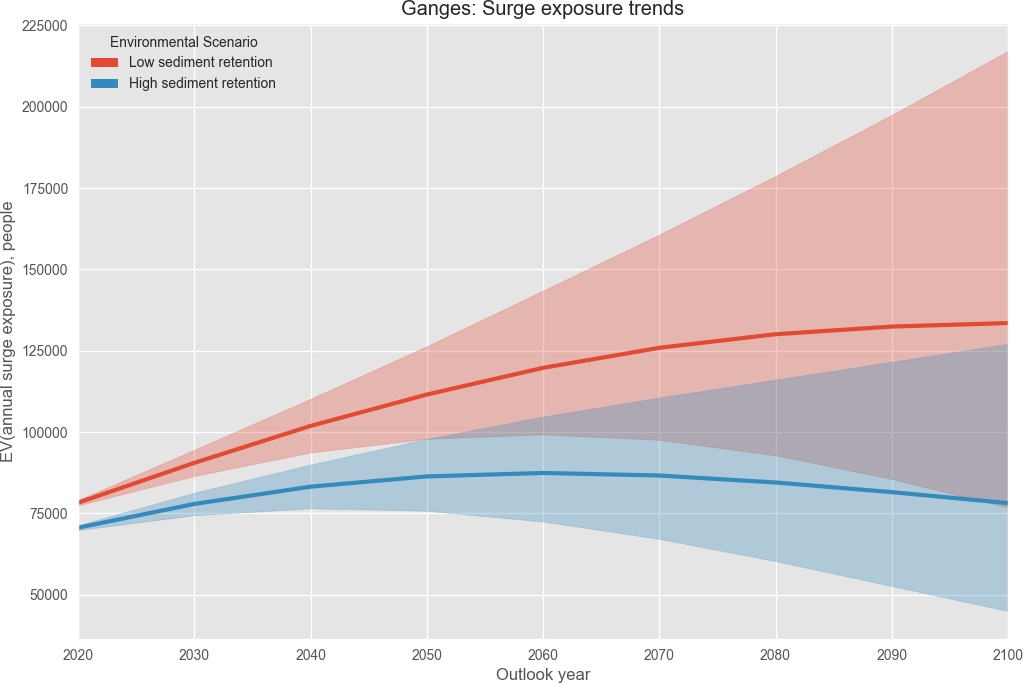 Ganges: Surge exposure trends
225000
200000
175000
150000
125000
100000
75000
50000
EV(annual surge exposure), people
Environmental Scenario
Low sediment retention
High sediment retention
2020 2030 2040 2050 2060 2070 2080 2090 2100
Outlook year